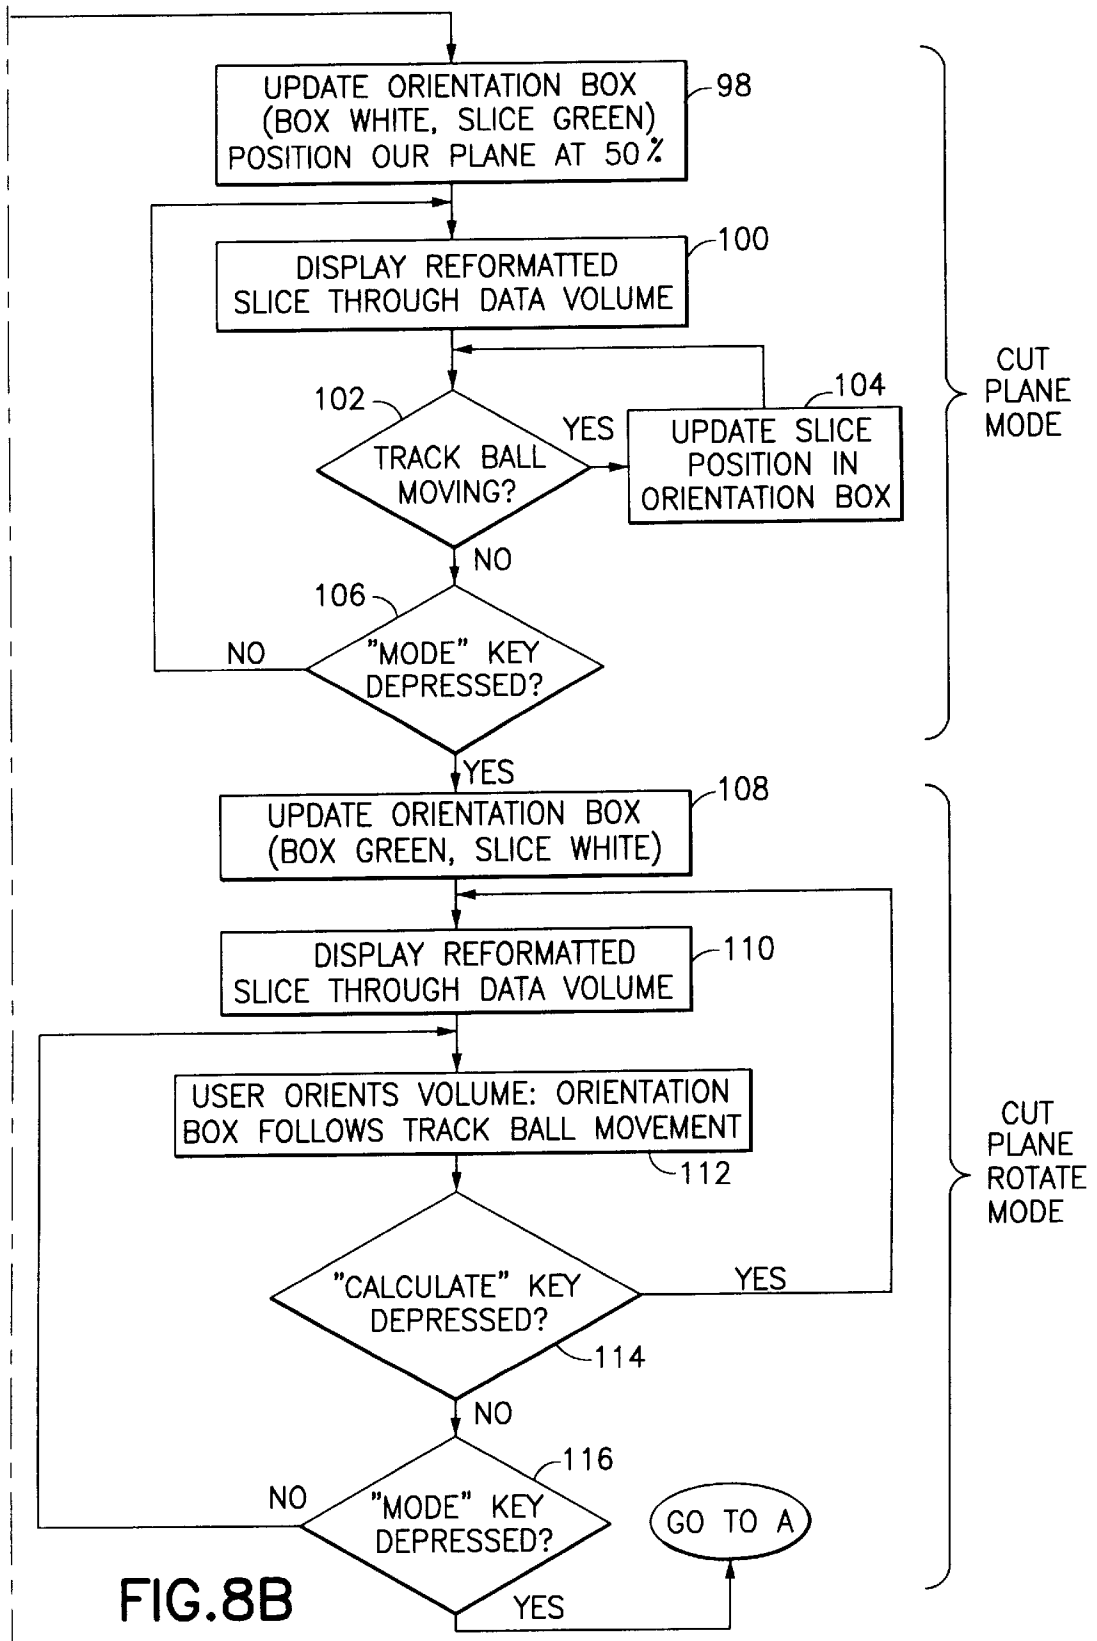 UPDATE ORIENTATION BOX
(BOX WHITE, SLICE GREEN)
POSITION OUR PLANE AT 50%
98
DISPLAY REFORMATTED
SLICE THROUGH DATA VOLUME
100
102
TRACK BALL
MOVING?
YES
104
UPDATE SLICE
POSITION IN
ORIENTATION BOX
NO
CUT
PLANE
MODE
106
"MODE" KEY
DEPRESSED?
NO
YES
108
UPDATE ORIENTATION BOX
(BOX GREEN, SLICE WHITE)
DISPLAY REFORMATTED
SLICE THROUGH DATA VOLUME
110
USER ORIENTS VOLUME: ORIENTATION
BOX FOLLOWS TRACK BALL MOVEMENT
112
CUT
PLANE
ROTATE
MODE
"CALCULATE" KEY
DEPRESSED?
YES
114
NO
116
"MODE" KEY
DEPRESSED?
NO
YES
GO TO A
FIG.8B